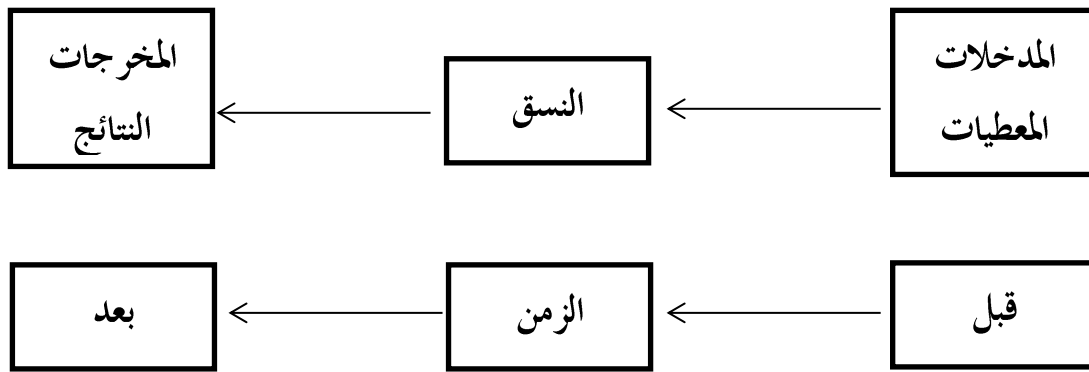 المدخلات
المعطيات
النسق
المخرجات
النتائج
قبل
الزمن
بعد